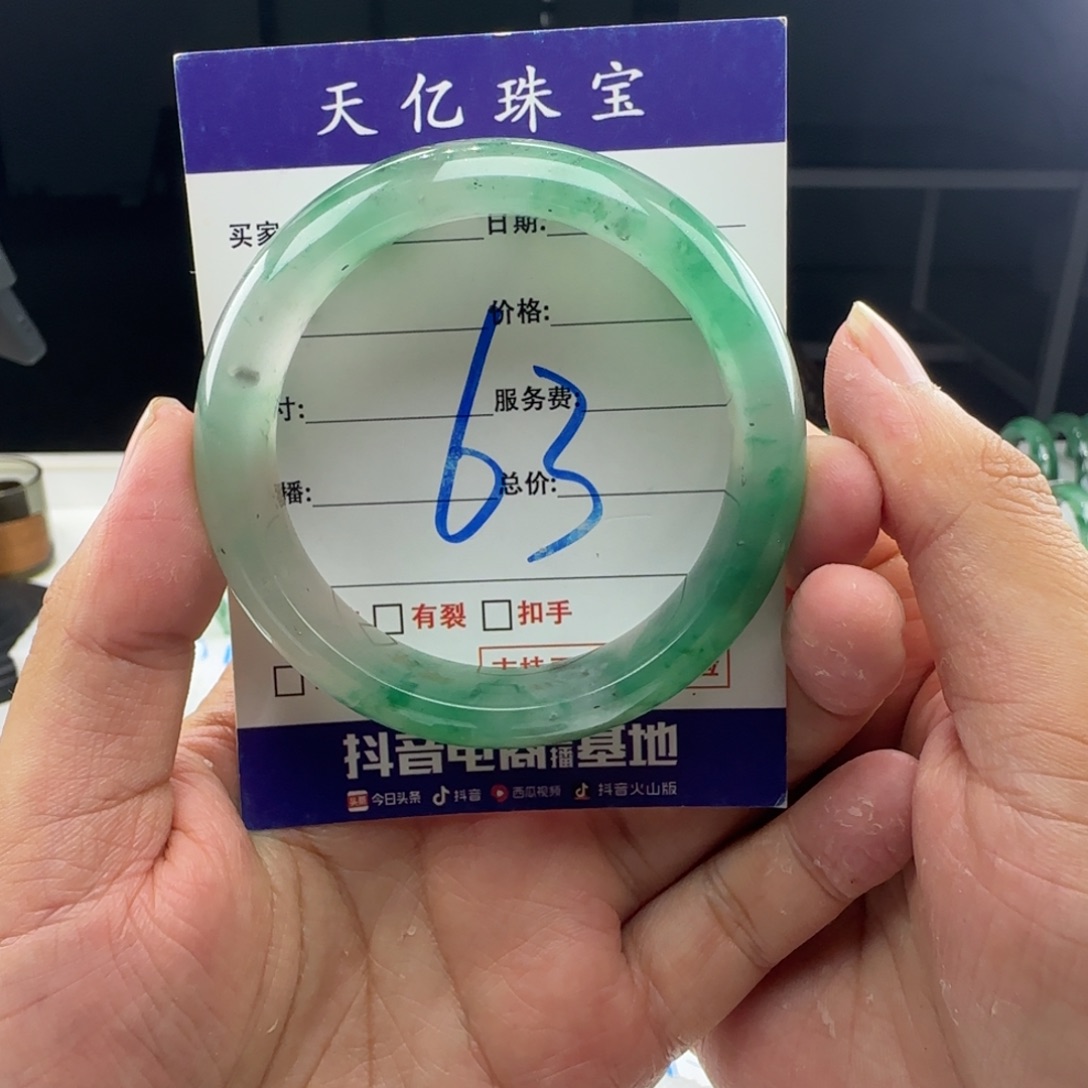 天亿珠宝
买家 日期:
价格:
寸: 服务费:
63
播: 总价:
有裂 扣手
抖音电商播基地
头条 今日头条 抖音 西瓜视频 抖音火山版